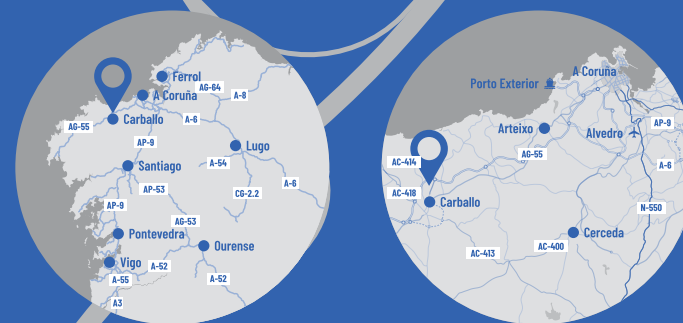 Ferrol
AG-64
A Coruña
A-8
AG-55
Carballo
A-6
AP-9
Lugo
Santiago
A-54
AP-53
CG-2.2
A-6
AP-9
AG-53
Pontevedra
Ourense
Vigo
A-52
A-55
A-52
A3
A Coruña
Porto Exterior
Arteixo
Alvedro
AP-9
AC-414
AG-55
A-6
AC-418
Carballo
N-550
Cerceda
AC-400
AC-413